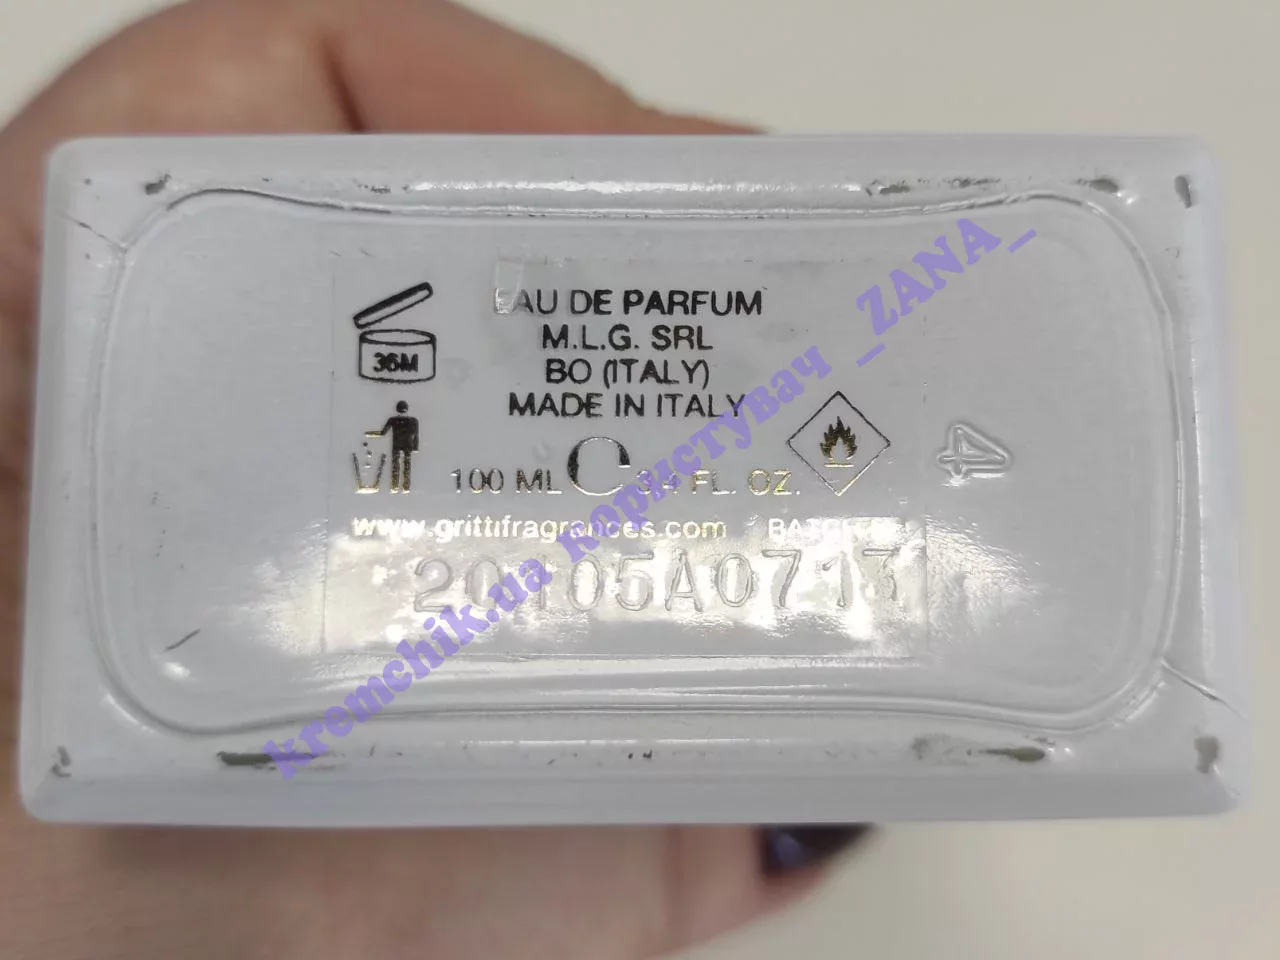 EAU DE PARFUM
M.L.G. SRL
BO (ITALY)
MADE IN ITALY
36M
100 ML C 3.4 FL. OZ.
www.grittifragrances.com
20105A0713
4
kremchik.ua користувач _ZANA_